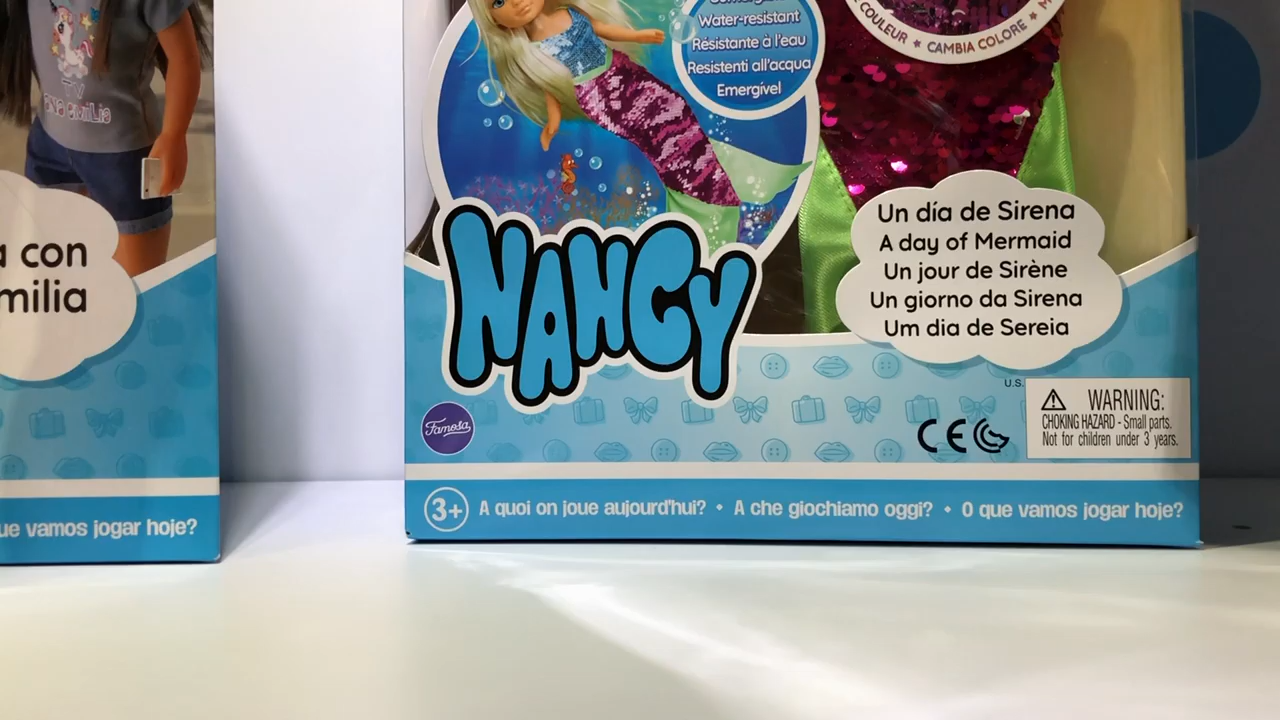 TV
a con
milia
ue vamos jogar hoje?
Water-resistant
Résistante à l'eau
Resistenti all'acqua
Emergível
COULEUR ★ CAMBIA COLORE ★
NANCY
Un día de Sirena
A day of Mermaid
Un jour de Sirène
Un giorno da Sirena
Um dia de Sereia
Famosa
U.S.
WARNING:
CHOKING HAZARD - Small parts.
Not for children under 3 years.
CE
3+ A quoi on joue aujourd'hui? • A che giochiamo oggi? • O que vamos jogar hoje?